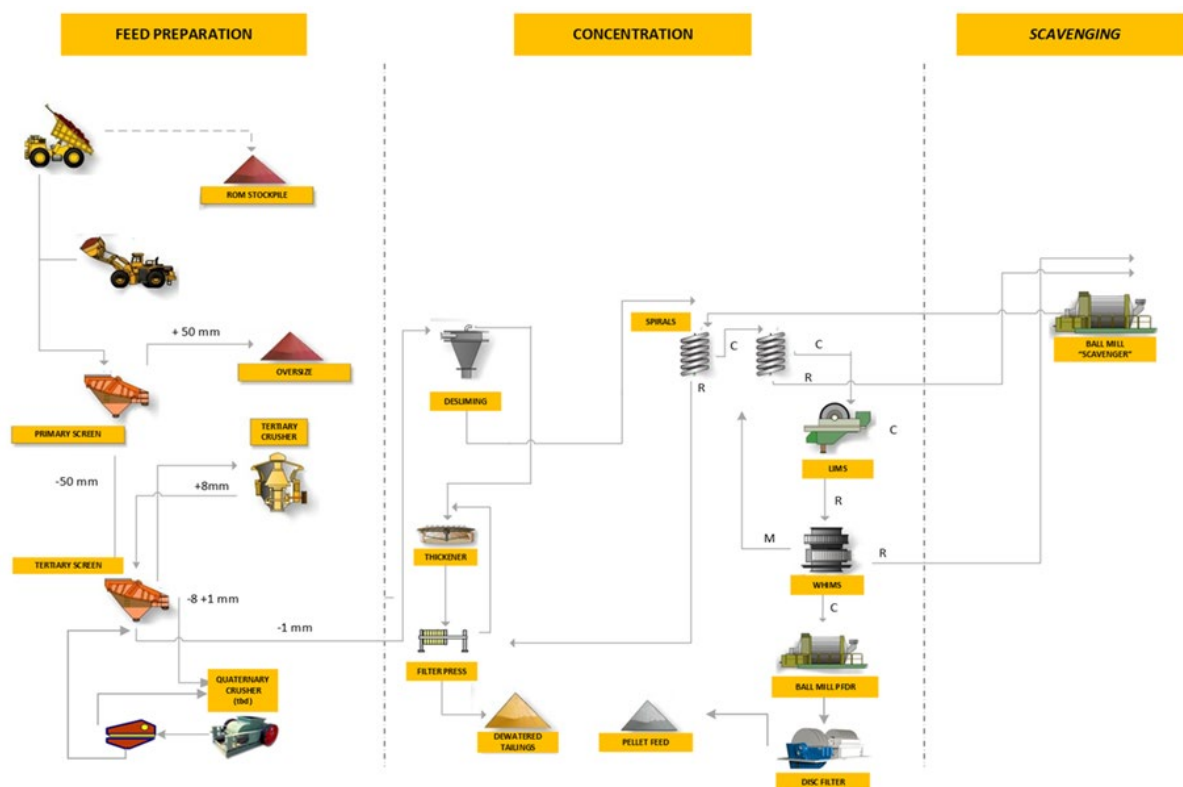 FEED PREPARATION
CONCENTRATION
SCAVENGING
ROM STOCKPILE
+ 50 mm
OVERSIZE
PRIMARY SCREEN
TERTIARY
CRUSHER
-50 mm
+8mm
TERTIARY SCREEN
-8 +1 mm
-1 mm
QUATERNARY
CRUSHER
(tbd)
DESLIMING
THICKENER
FILTER PRESS
DEWATERED
TAILINGS
SPIRALS
C
C
R
R
C
LIMS
R
M
R
WHIMS
C
BALL MILL PFDR
PELLET FEED
DISC FILTER
BALL MILL
"SCAVENGER"